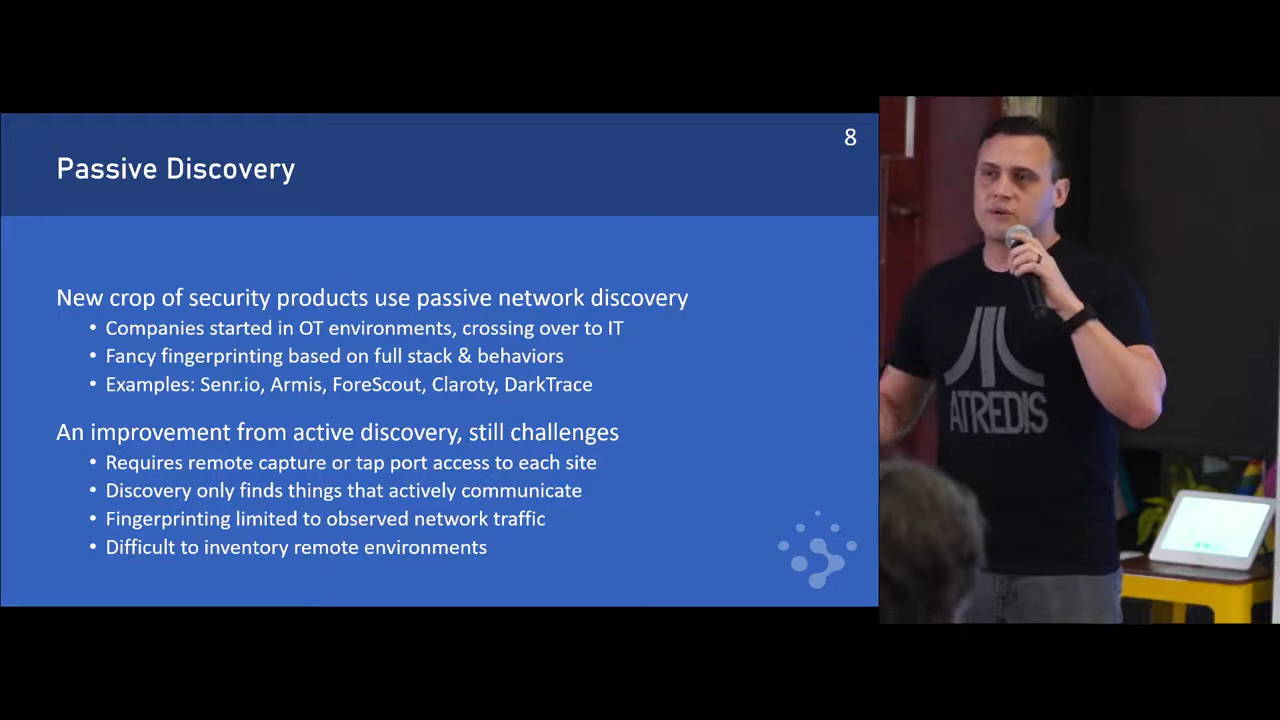 8
Passive Discovery
New crop of security products use passive network discovery
• Companies started in OT environments, crossing over to IT
• Fancy fingerprinting based on full stack & behaviors
• Examples: Senr.io, Armis, ForeScout, Claroty, DarkTrace
An improvement from active discovery, still challenges
• Requires remote capture or tap port access to each site
• Discovery only finds things that actively communicate
• Fingerprinting limited to observed network traffic
• Difficult to inventory remote environments
ATREDIS